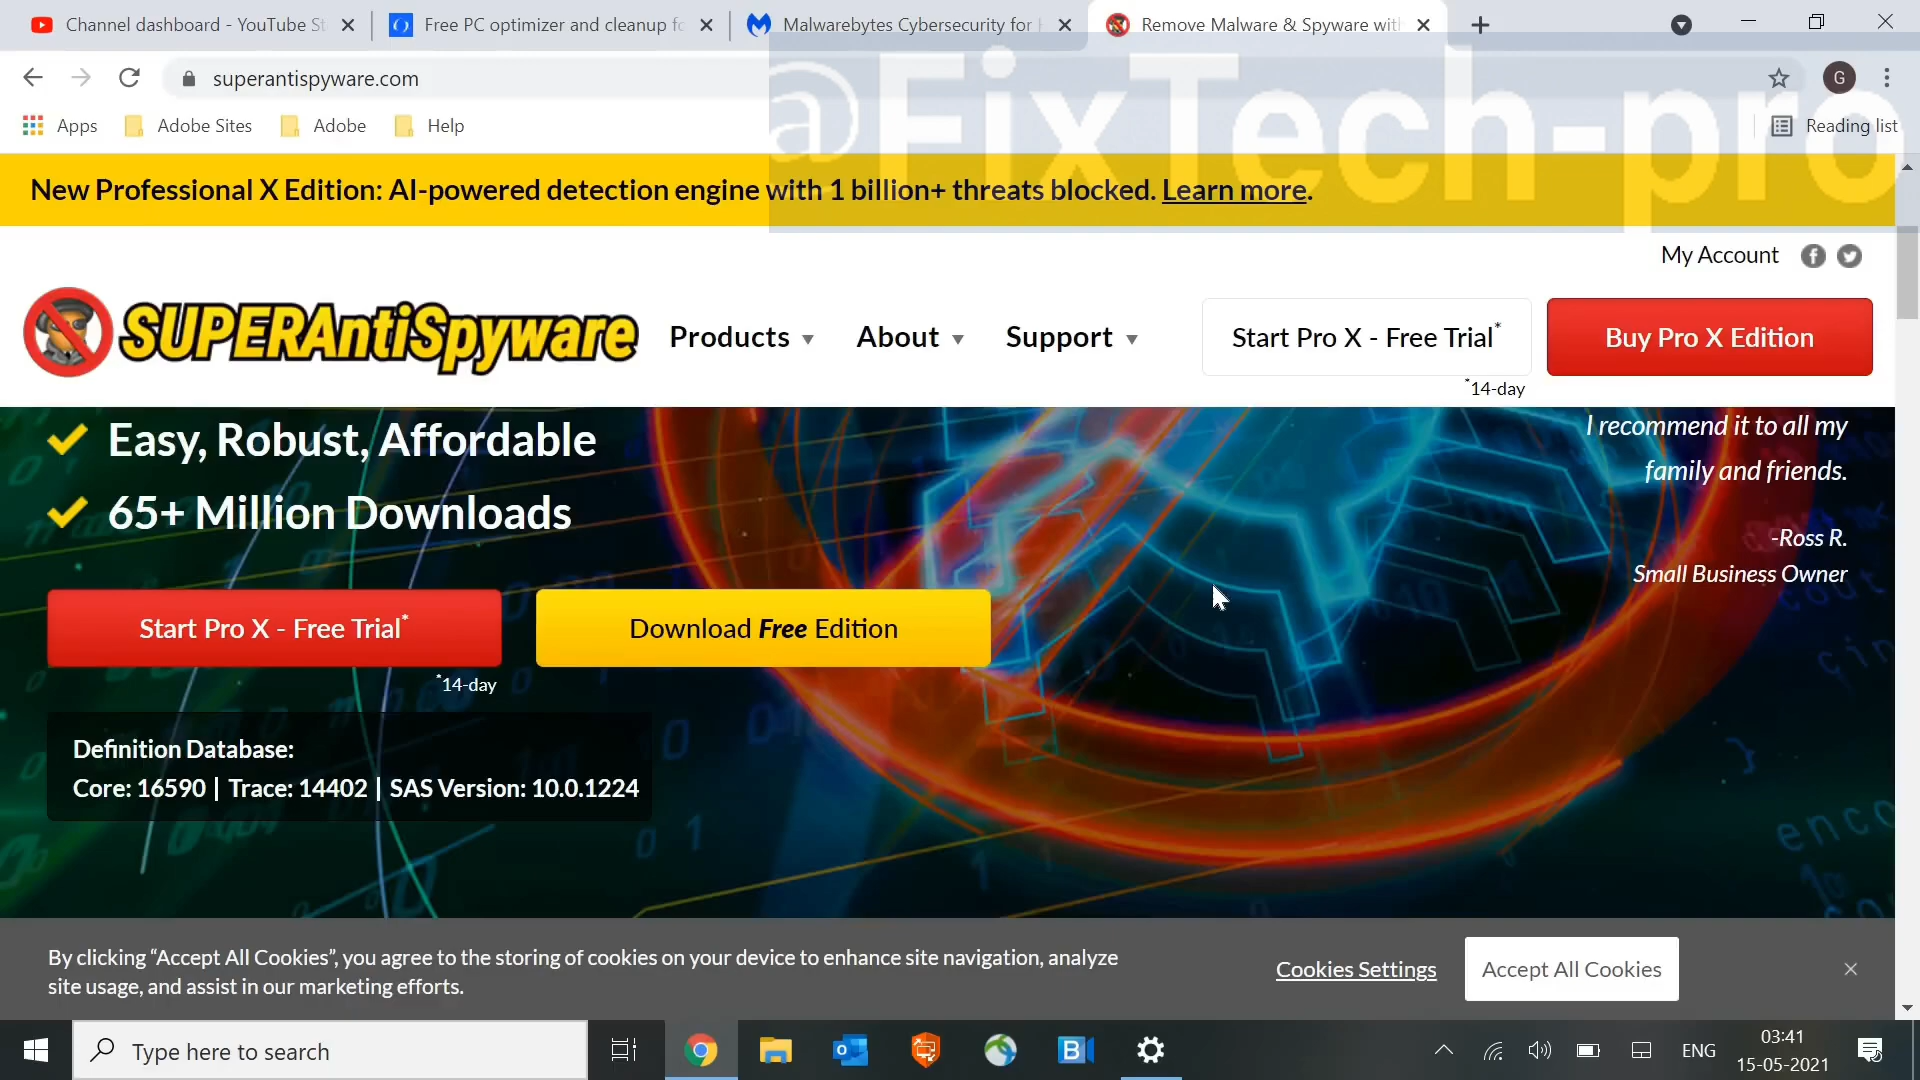 Channel dashboard - YouTube St
Free PC optimizer and cleanup fo
Malwarebytes Cybersecurity for H
Remove Malware & Spyware with
superantispyware.com
G
@FixTech-pro
Apps
Adobe Sites
Adobe
Help
Reading list
New Professional X Edition: AI-powered detection engine with 1 billion+ threats blocked. Learn more.
My Account
SUPERAntiSpyware
Products
About
Support
Start Pro X - Free Trial*
*14-day
Buy Pro X Edition
Easy, Robust, Affordable
65+ Million Downloads
I recommend it to all my
family and friends.
-Ross R.
Small Business Owner
Start Pro X - Free Trial*
*14-day
Download Free Edition
Definition Database:
Core: 16590 | Trace: 14402 | SAS Version: 10.0.1224
By clicking “Accept All Cookies”, you agree to the storing of cookies on your device to enhance site navigation, analyze
site usage, and assist in our marketing efforts.
Cookies Settings
Accept All Cookies
Type here to search
ENG
03:41
15-05-2021